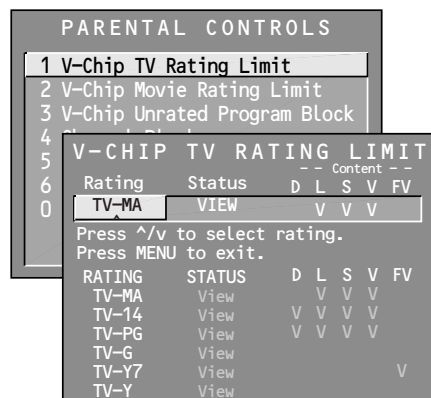 PARENTAL CONTROLS
1 V-Chip TV Rating Limit
2 V-Chip Movie Rating Limit
3 V-Chip Unrated Program Block
4
5
6
0
V-CHIP TV RATING LIMIT
– – Content – –
Rating Status D L S V FV
TV-MA VIEW V V V
Press ^/v to select rating.
Press MENU to exit.
RATING STATUS D L S V FV
TV-MA View V V V
TV-14 View V V V V
TV-PG View V V V V
TV-G View
TV-Y7 View V
TV-Y View